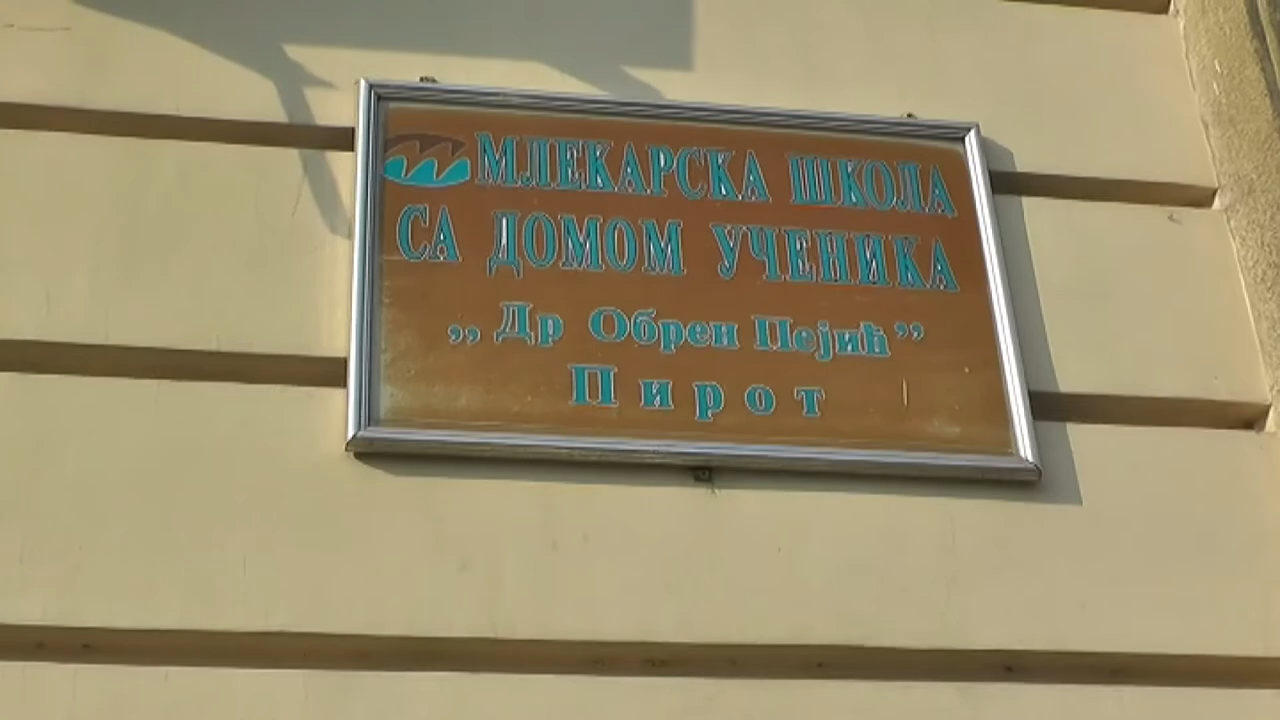 МЛЕКАРСКА ШКОЛА
СА ДОМОМ УЧЕНИКА
„ Др Обрен Пејић ”
Пирот